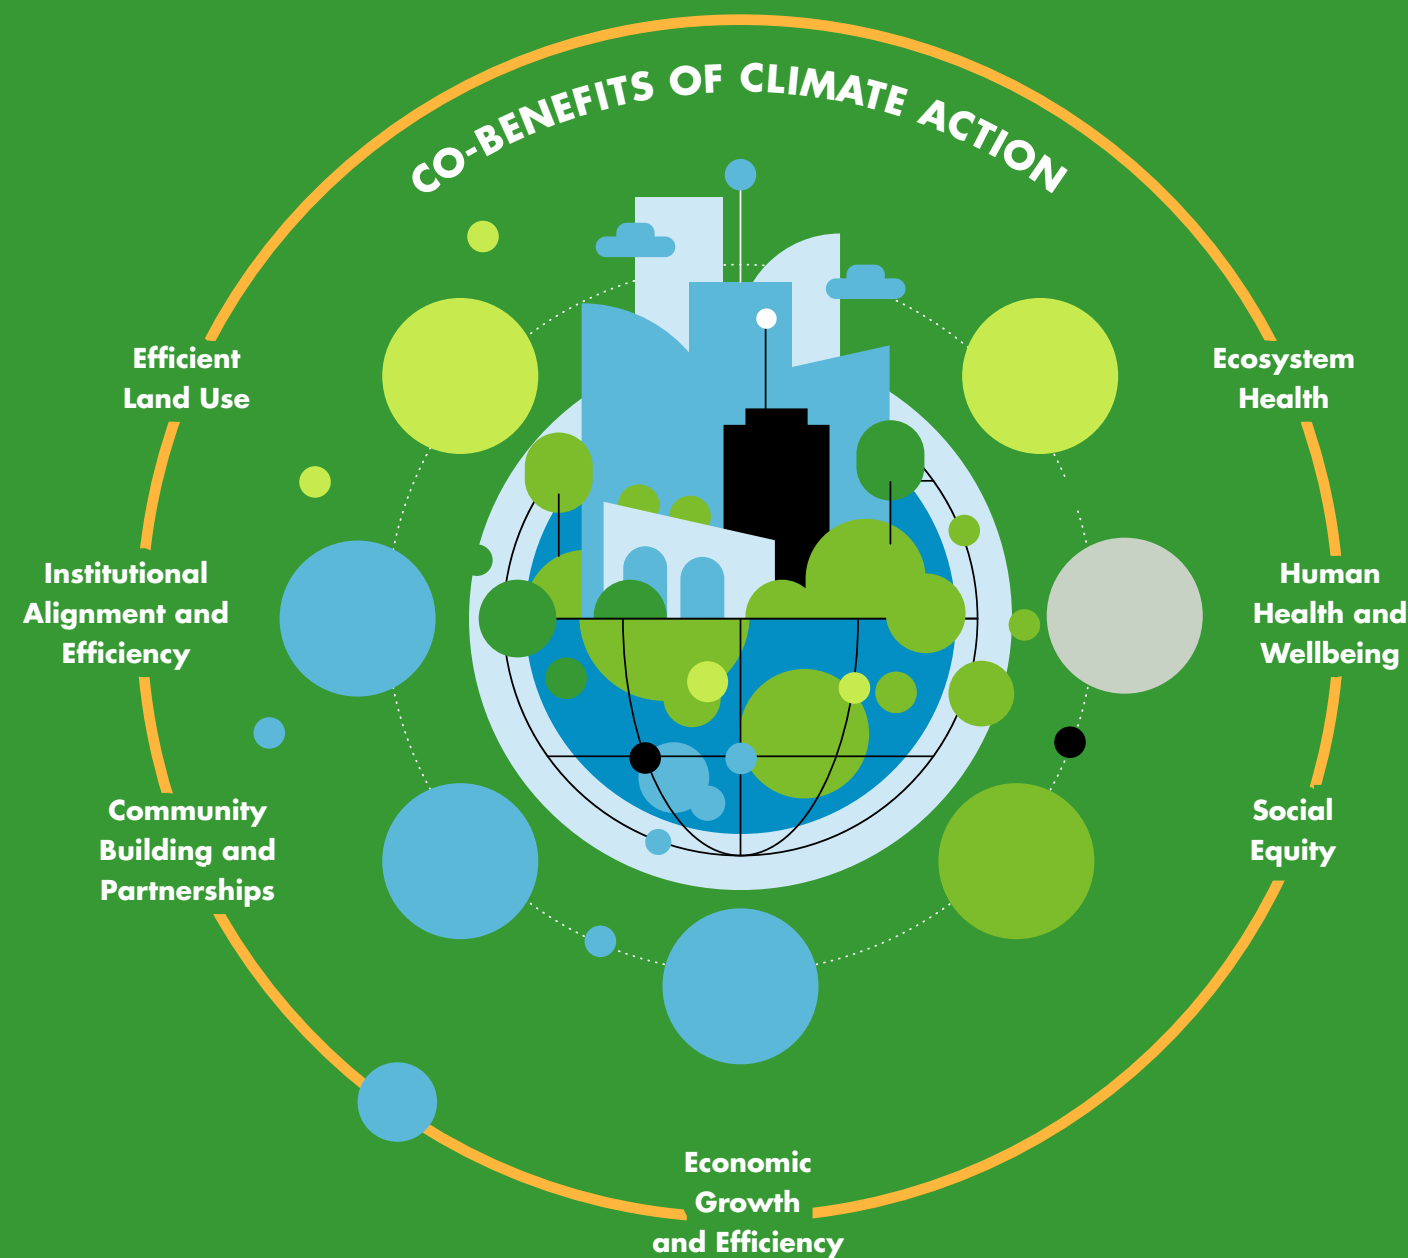 CO-BENEFITS OF CLIMATE ACTION
Efficient
Land Use
Ecosystem
Health
Institutional
Alignment and
Efficiency
Human
Health and
Wellbeing
Community
Building and
Partnerships
Social
Equity
Economic
Growth
and Efficiency